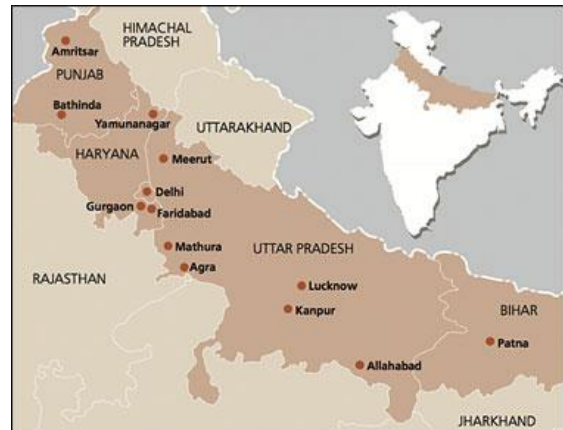 HIMACHAL
PRADESH
Amritsar
PUNJAB
Bathinda
Yamunanagar
UTTARAKHAND
HARYANA
Meerut
Delhi
Gurgaon
Faridabad
Mathura
UTTAR PRADESH
Agra
RAJASTHAN
Lucknow
Kanpur
BIHAR
Patna
Allahabad
JHARKHAND